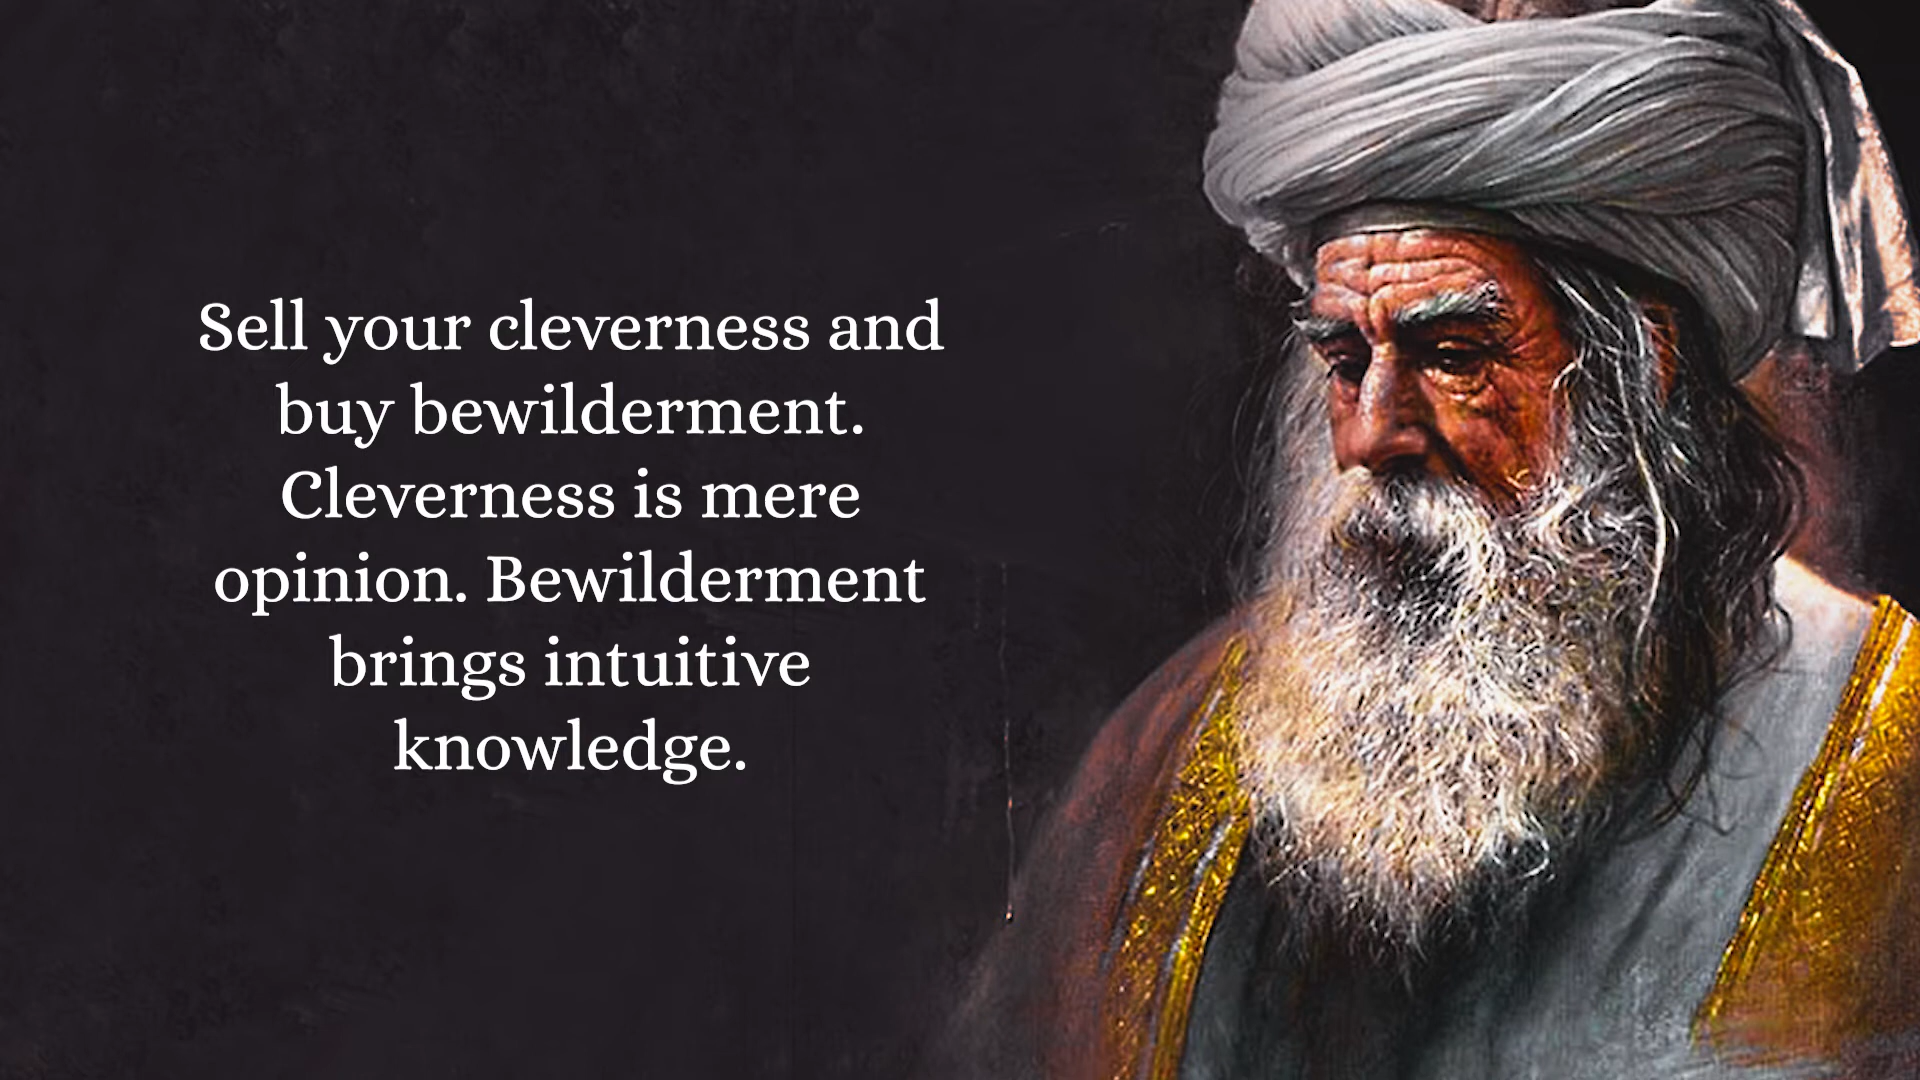 Sell your cleverness and
buy bewilderment.
Cleverness is mere
opinion. Bewilderment
brings intuitive
knowledge.